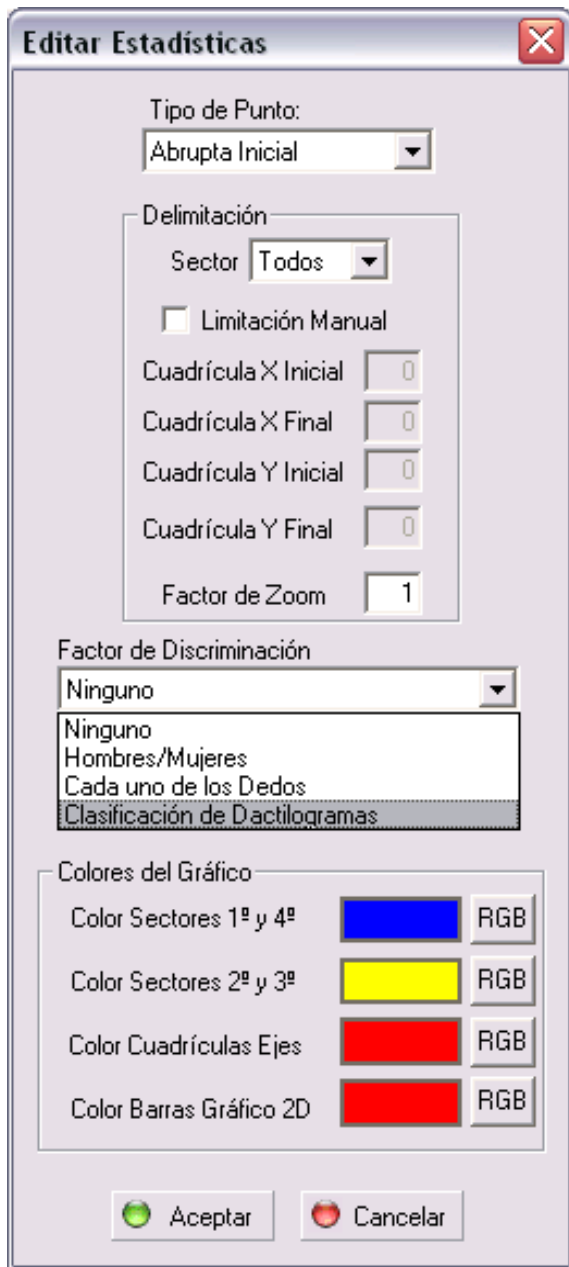 Editar Estadísticas
Tipo de Punto:
Abrupta Inicial
Delimitación
Sector Todos
Limitación Manual
Cuadrícula X Inicial 0
Cuadrícula X Final 0
Cuadrícula Y Inicial 0
Cuadrícula Y Final 0
Factor de Zoom 1
Factor de Discriminación
Ninguno
Ninguno
Hombres/Mujeres
Cada uno de los Dedos
Clasificación de Dactilogramas
Colores del Gráfico
Color Sectores 1º y 4º RGB
Color Sectores 2º y 3º RGB
Color Cuadrículas Ejes RGB
Color Barras Gráfico 2D RGB
Aceptar Cancelar